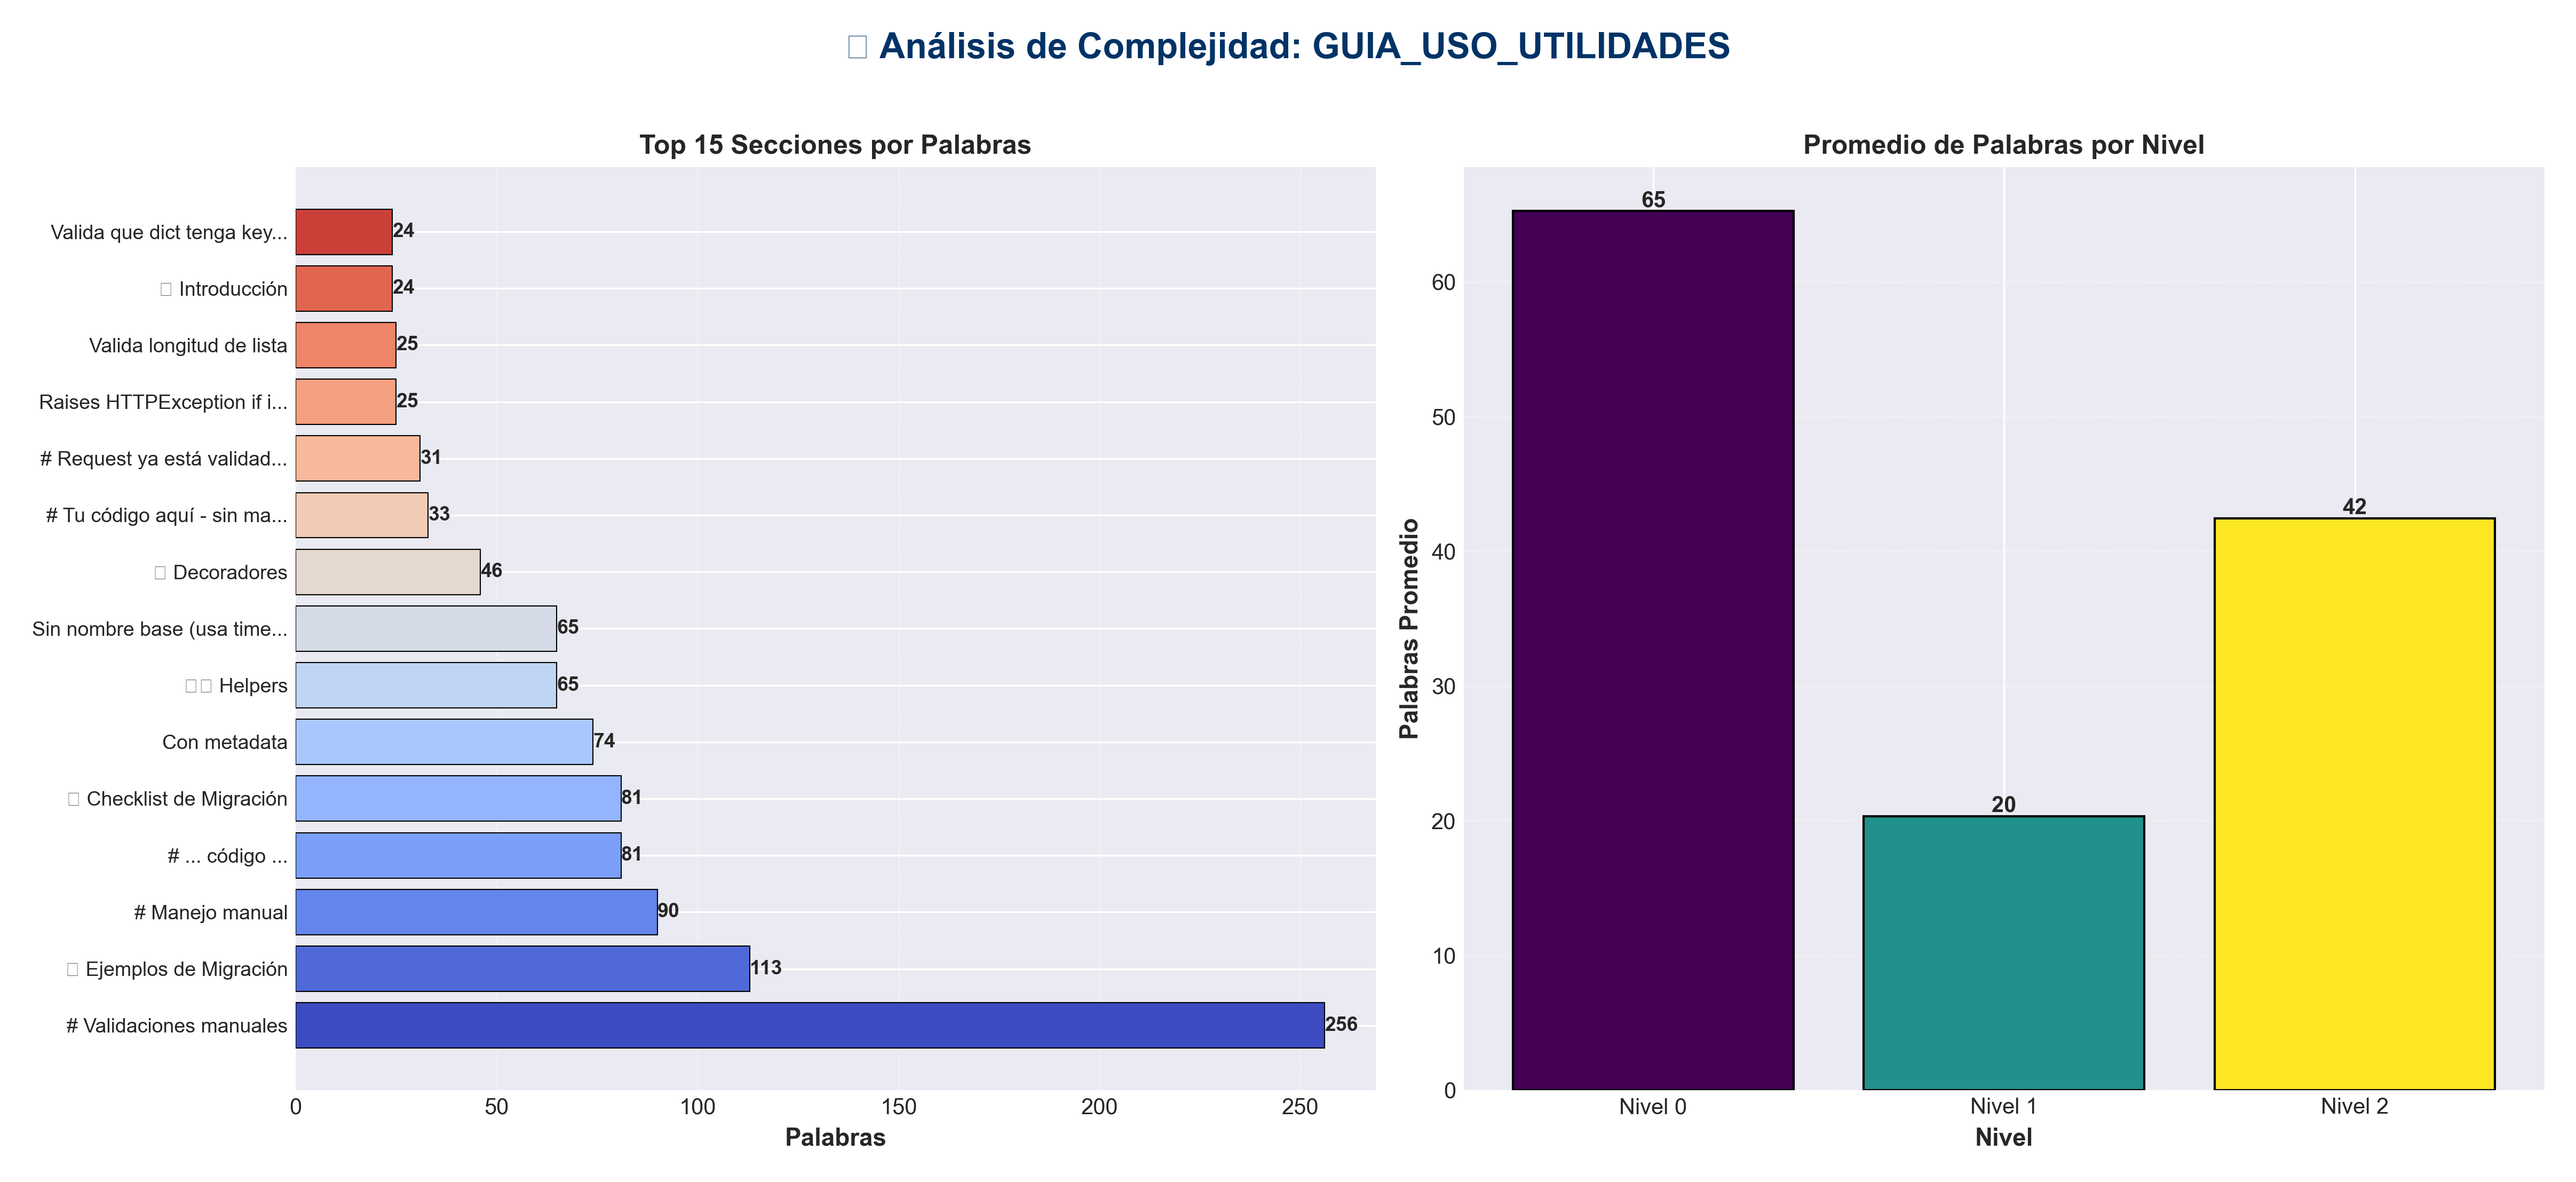 Análisis de Complejidad: GUIA_USO_UTILIDADES
Top 15 Secciones por Palabras
Valida que dict tenga key... 24
Introducción 24
Valida longitud de lista 25
Raises HTTPException if i... 25
# Request ya está validad... 31
# Tu código aquí - sin ma... 33
Decoradores 46
Sin nombre base (usa time... 65
Helpers 65
Con metadata 74
Checklist de Migración 81
# ... código ... 81
# Manejo manual 90
Ejemplos de Migración 113
# Validaciones manuales 256
0 50 100 150 200 250
Palabras
Promedio de Palabras por Nivel
Palabras Promedio
60
50
40
30
20
10
0
65
20
42
Nivel 0 Nivel 1 Nivel 2
Nivel